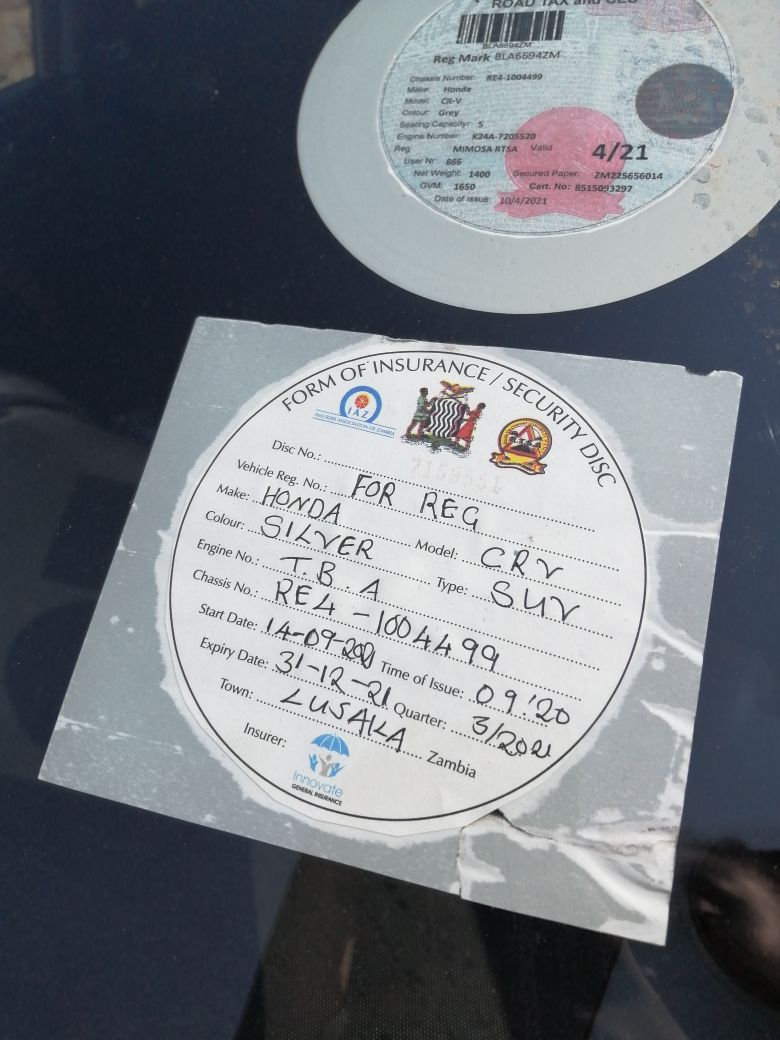 ROAD TAX and
BLA6694ZM
Reg Mark BLA6694ZM
Chassis Number: RE4-1004499
Make: Honda
Model: CR-V
Colour: Grey
Searing Capacity: 5
Engine Number: K24A-7205520
Reg MIMOSA RTSA Valid 4/21
User Nr: 866
Net Weight: 1400 Secured Paper: ZM225656014
GVM: 1650 Cert. No: 8515093297
Date of Issue: 10/4/2021
FORM OF INSURANCE / SECURITY DISC
IAZ
INSURERS ASSOCIATION OF ZAMBIA
Disc No.: 7159551
Vehicle Reg. No.: FOR REG
Make: HONDA Model: CRV
Colour: SILVER Type: SUV
Engine No.: T.B.A
Chassis No.: RE4-1004499
Start Date: 14-09-2021 Time of Issue: 09:20
Expiry Date: 31-12-21 Quarter: 3/2021
Town: LUSAKA Zambia
Insurer: Innovate
GENERAL INSURANCE